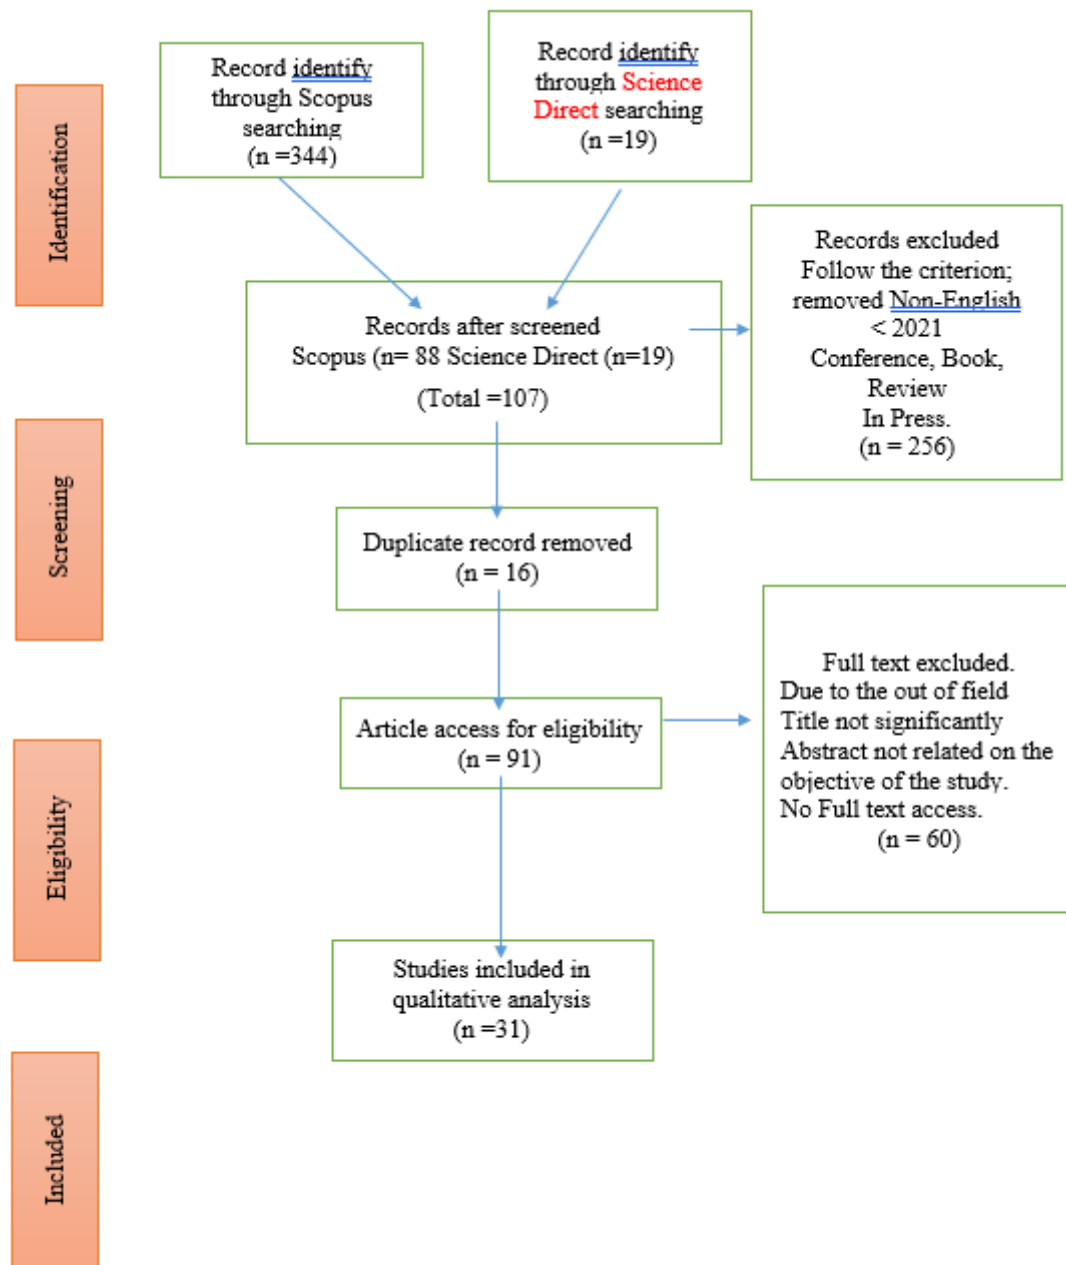 Record identify
through Scopus
searching
(n =344)
Record identify
through Science
Direct searching
(n =19)
Identification
Records excluded
Follow the criterion;
removed Non-English
< 2021
Conference, Book,
Review
In Press.
(n = 256)
Records after screened
Scopus (n= 88 Science Direct (n=19)
(Total =107)
Screening
Duplicate record removed
(n = 16)
Full text excluded.
Due to the out of field
Title not significantly
Abstract not related on the
objective of the study.
No Full text access.
(n = 60)
Article access for eligibility
(n = 91)
Eligibility
Studies included in
qualitative analysis
(n =31)
Included